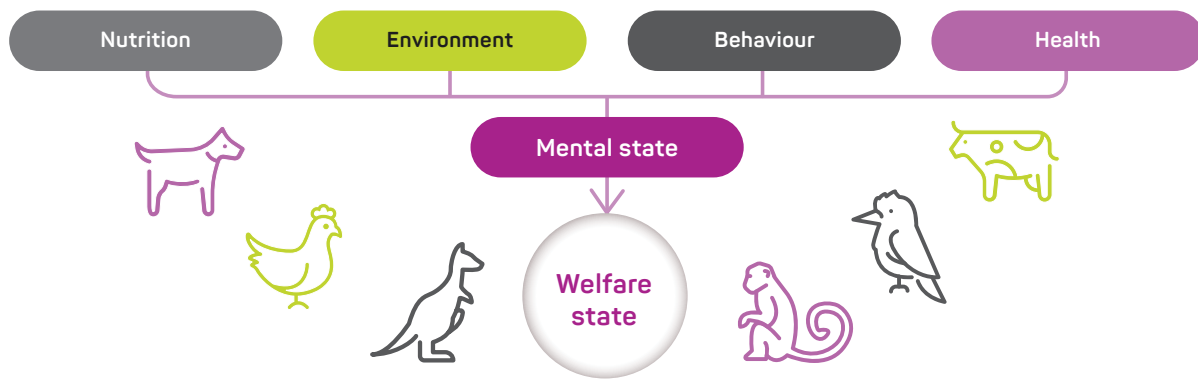 Nutrition
Environment
Behaviour
Health
Mental state
Welfare
state